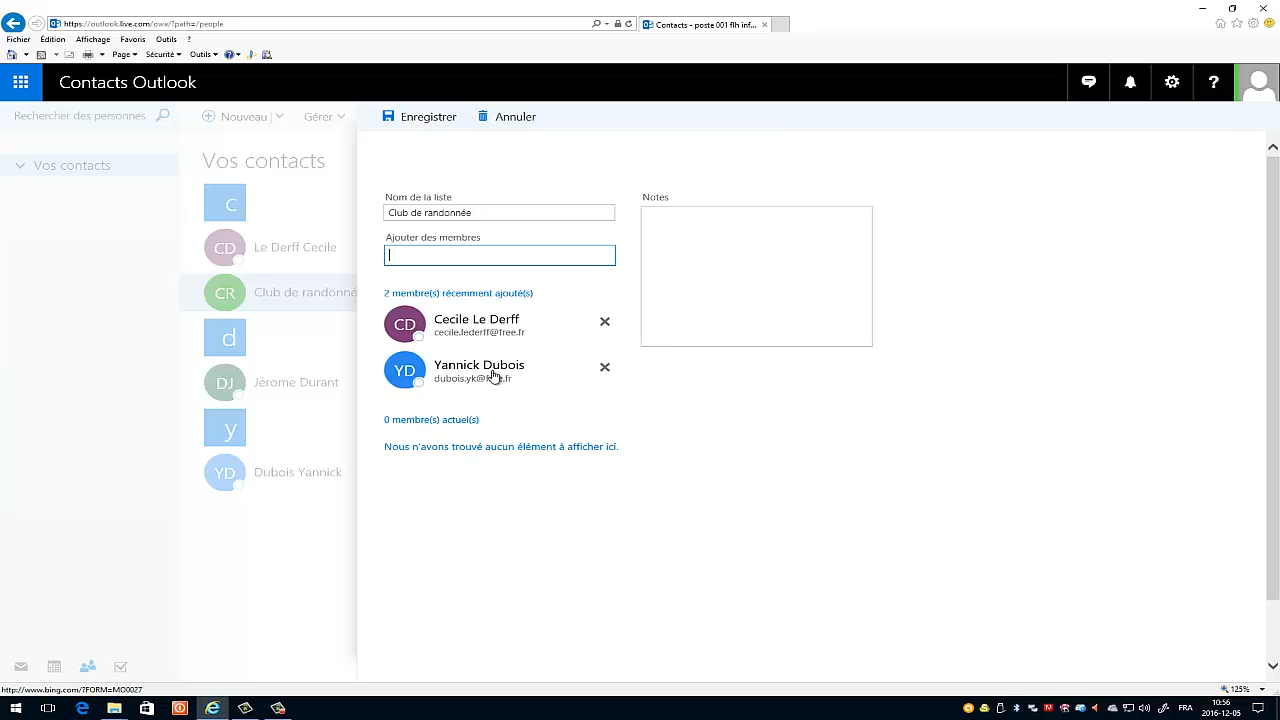 https://outlook.live.com/owa/?path=/people
Contacts - poste 001 flh inf...
Fichier Édition Affichage Favoris Outils ?
Page Sécurité Outils
Contacts Outlook
?
Rechercher des personnes
Nouveau
Gérer
Enregistrer
Annuler
Vos contacts
Vos contacts
c
CD
Le Derff Cecile
CR
Club de randonné
d
DJ
Jérome Durant
y
YD
Dubois Yannick
Nom de la liste
Club de randonnée
Ajouter des membres
2 membre(s) récemment ajouté(s)
CD
Cecile Le Derff
cecile.lederff@free.fr
YD
Yannick Dubois
0 membre(s) actuel(s)
Nous n'avons trouvé aucun élément à afficher ici.
Notes
http://www.bing.com/?FORM=MO0027
125%
FRA
10:56
2016-12-05